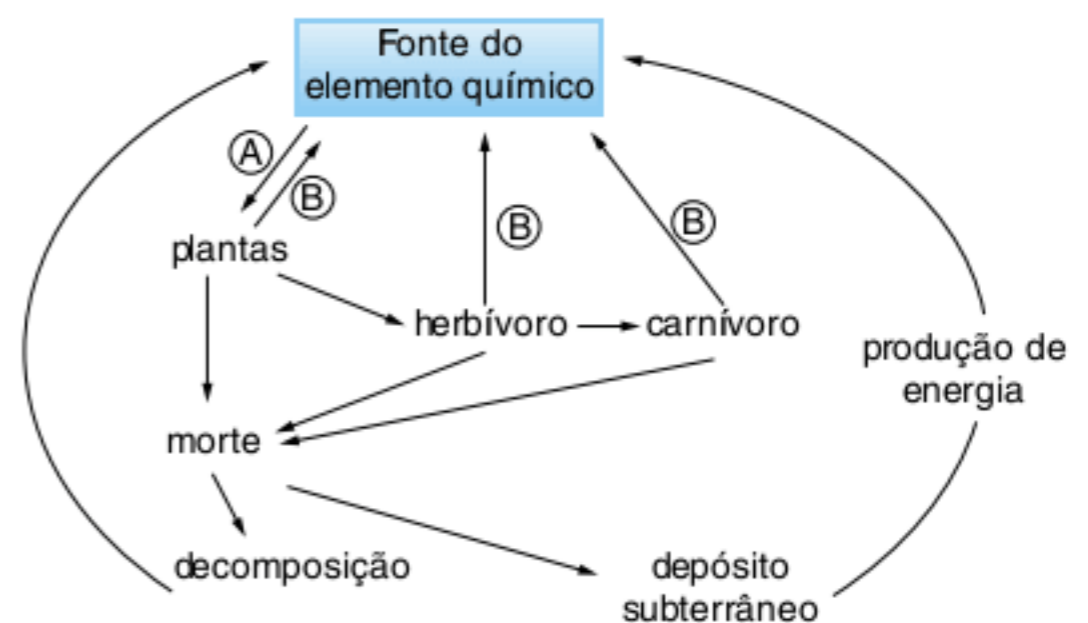 Fonte do
elemento químico
A
B
plantas
B
B
herbívoro
carnívoro
produção de
energia
morte
decomposição
depósito
subterrâneo